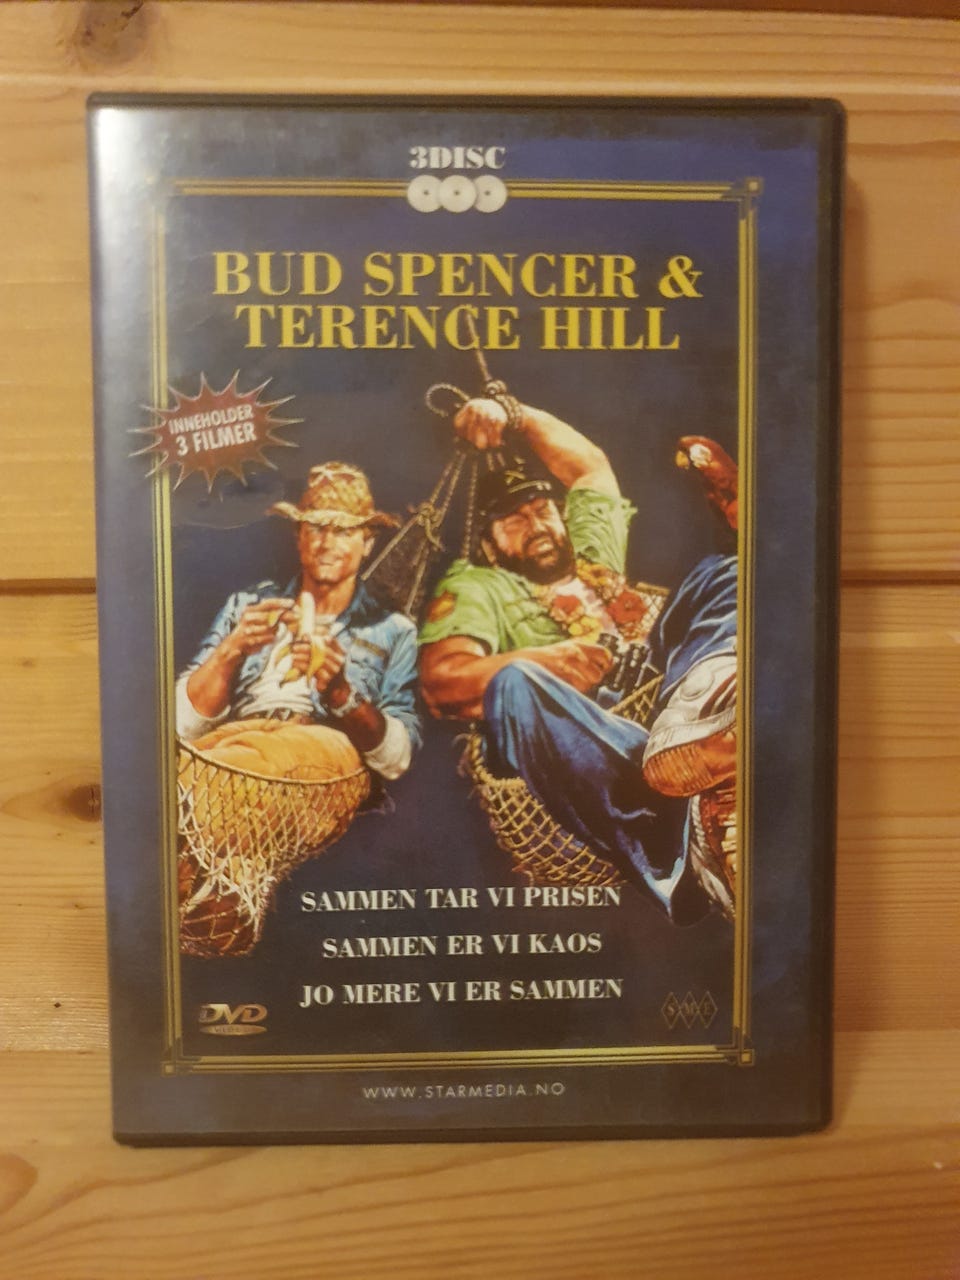 3DISC
BUD SPENCER &
TERENCE HILL
INNEHOLDER
3 FILMER
SAMMEN TAR VI PRISEN
SAMMEN ER VI KAOS
JO MERE VI ER SAMMEN
DVD
VIDEO
S M E
WWW.STARMEDIA.NO